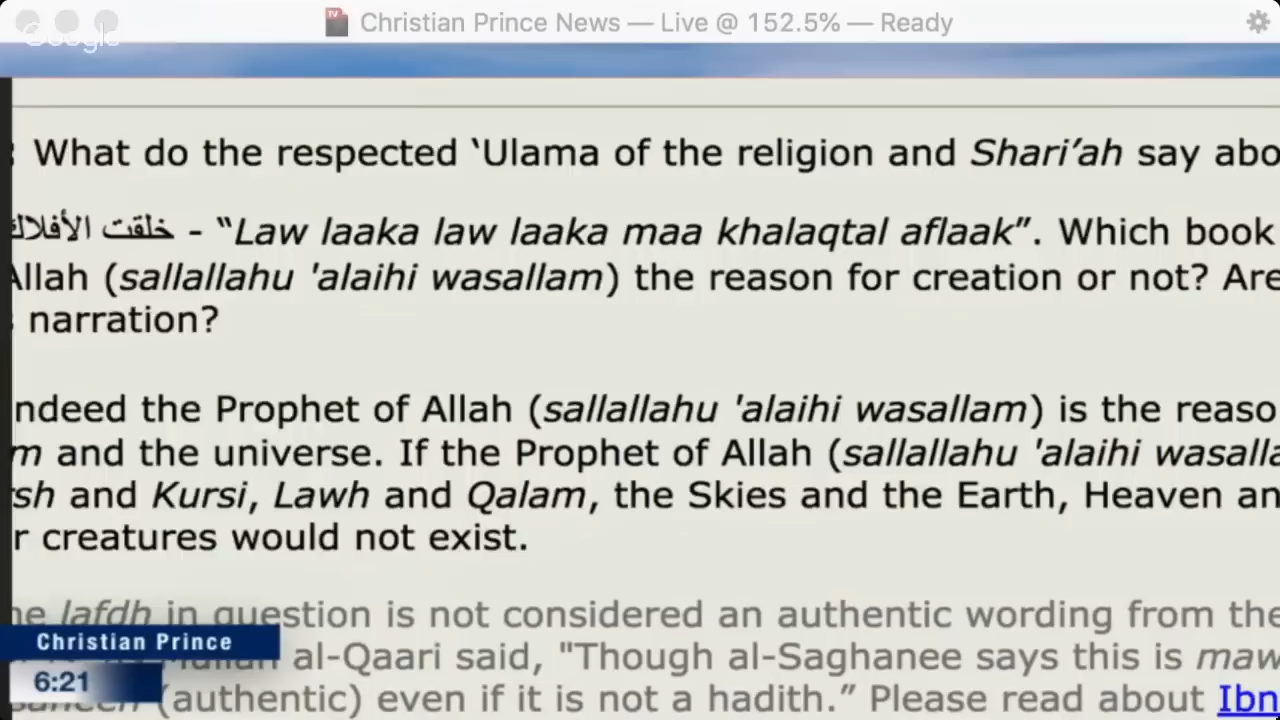 Christian Prince News — Live @ 152.5% — Ready
Google
What do the respected ‘Ulama of the religion and Shari’ah say abo
خلقت الأفلاك - “Law laaka law laaka maa khalaqtal aflaak”. Which book
Allah (sallallahu 'alaihi wasallam) the reason for creation or not? Are
narration?
ndeed the Prophet of Allah (sallallahu 'alaihi wasallam) is the reaso
m and the universe. If the Prophet of Allah (sallallahu 'alaihi wasalla
rsh and Kursi, Lawh and Qalam, the Skies and the Earth, Heaven an
r creatures would not exist.
he lafdh in question is not considered an authentic wording from the
Christian Prince
al-Qaari said, "Though al-Saghanee says this is maw
6:21
(authentic) even if it is not a hadith.” Please read about Ibn